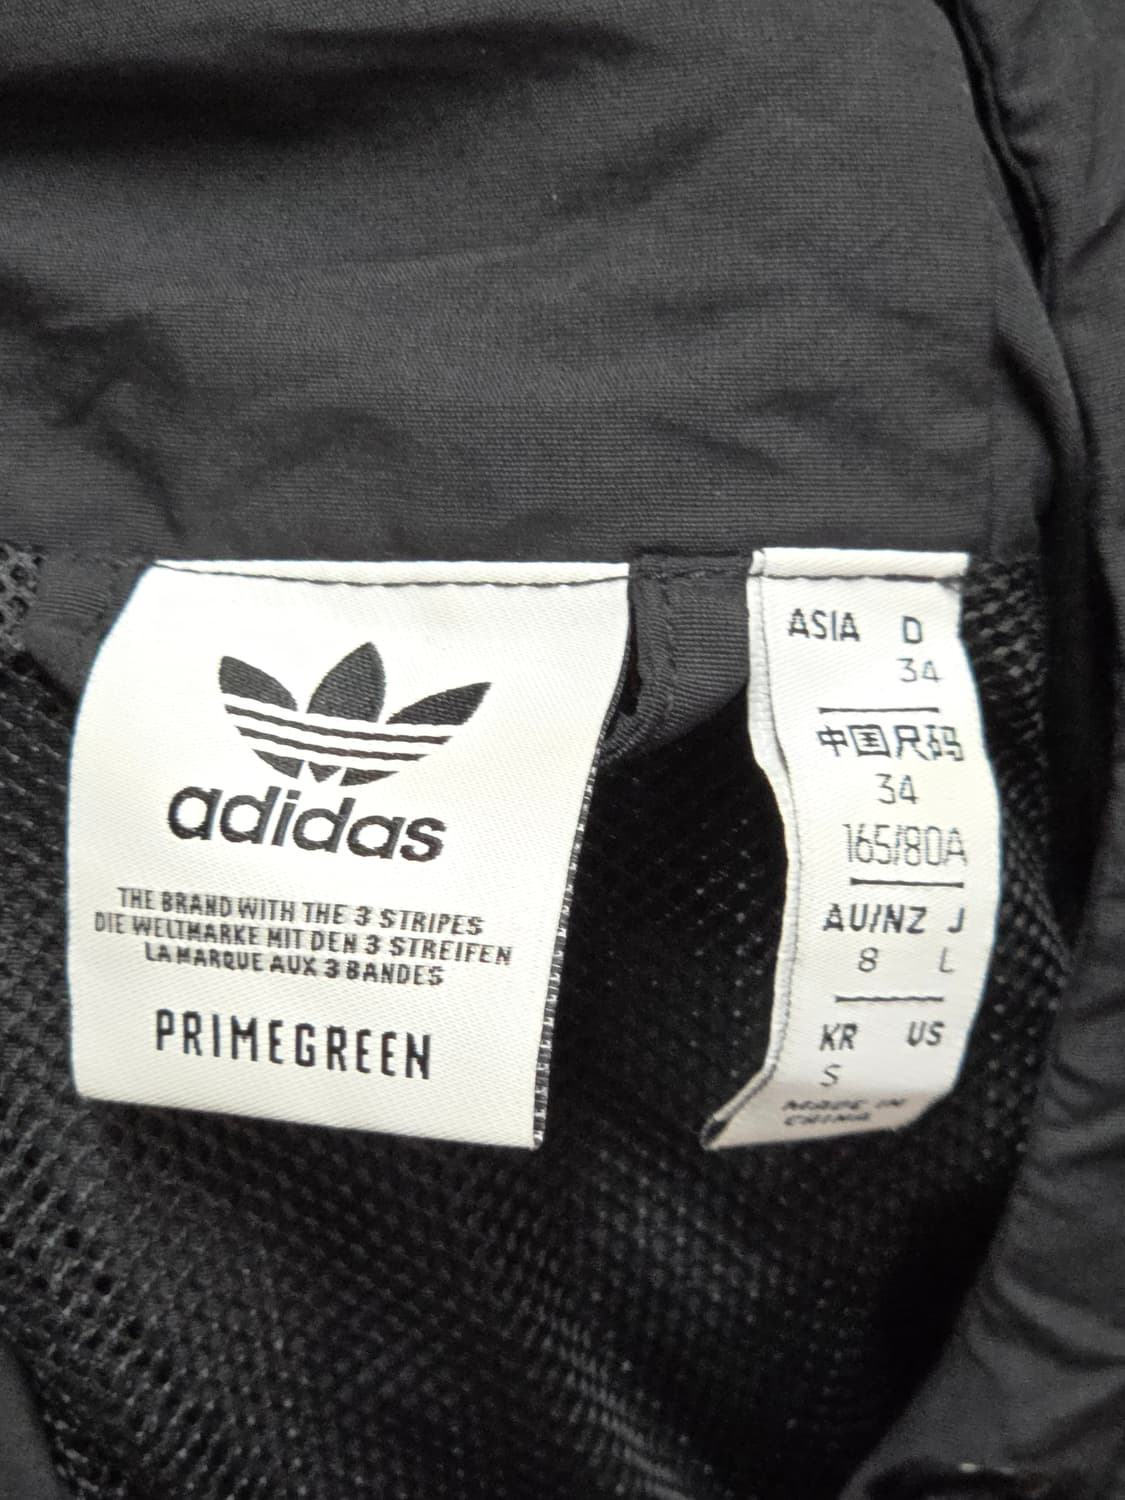 adidas
THE BRAND WITH THE 3 STRIPES
DIE WELTMARKE MIT DEN 3 STREIFEN
LA MARQUE AUX 3 BANDES
PRIMEGREEN
ASIA D
34
中国尺码
34
165/80A
AU/NZ J
8 L
KR US
S
MADE IN
CHINA